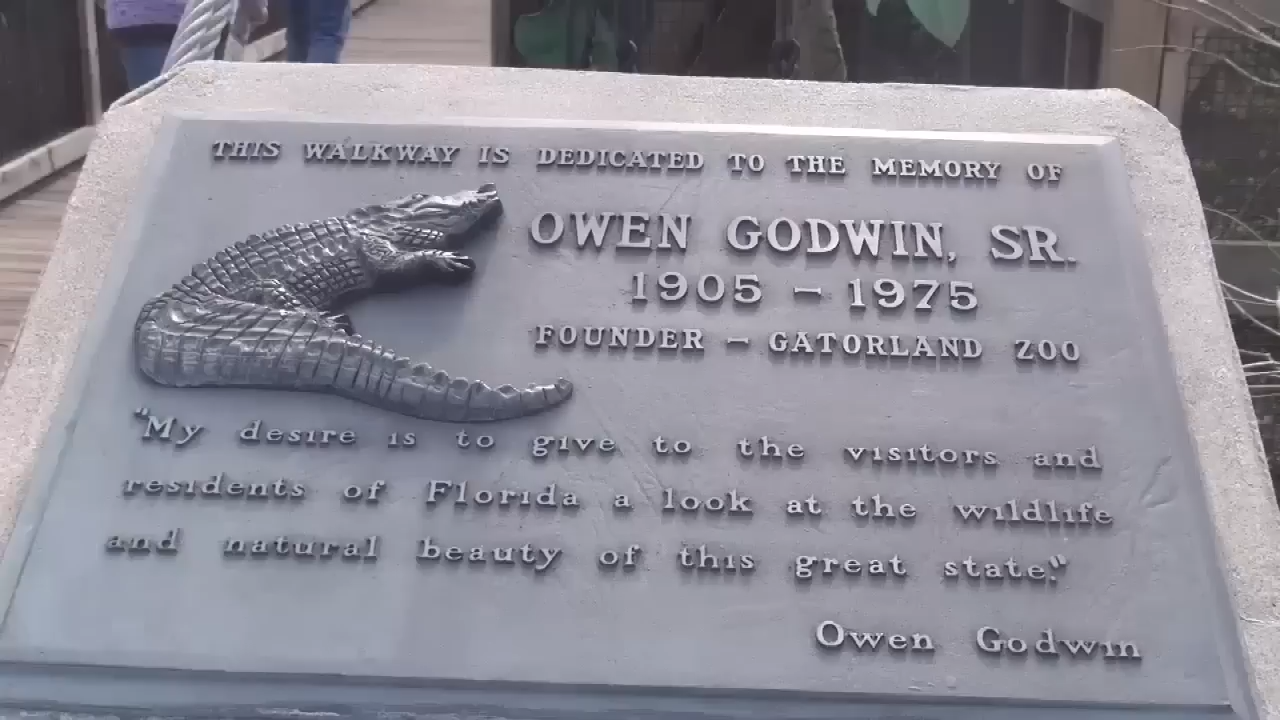 THIS WALKWAY IS DEDICATED TO THE MEMORY OF
OWEN GODWIN, SR.
1905 - 1975
FOUNDER - GATORLAND ZOO
"My desire is to give to the visitors and
residents of Florida a look at the wildlife
and natural beauty of this great state."
Owen Godwin